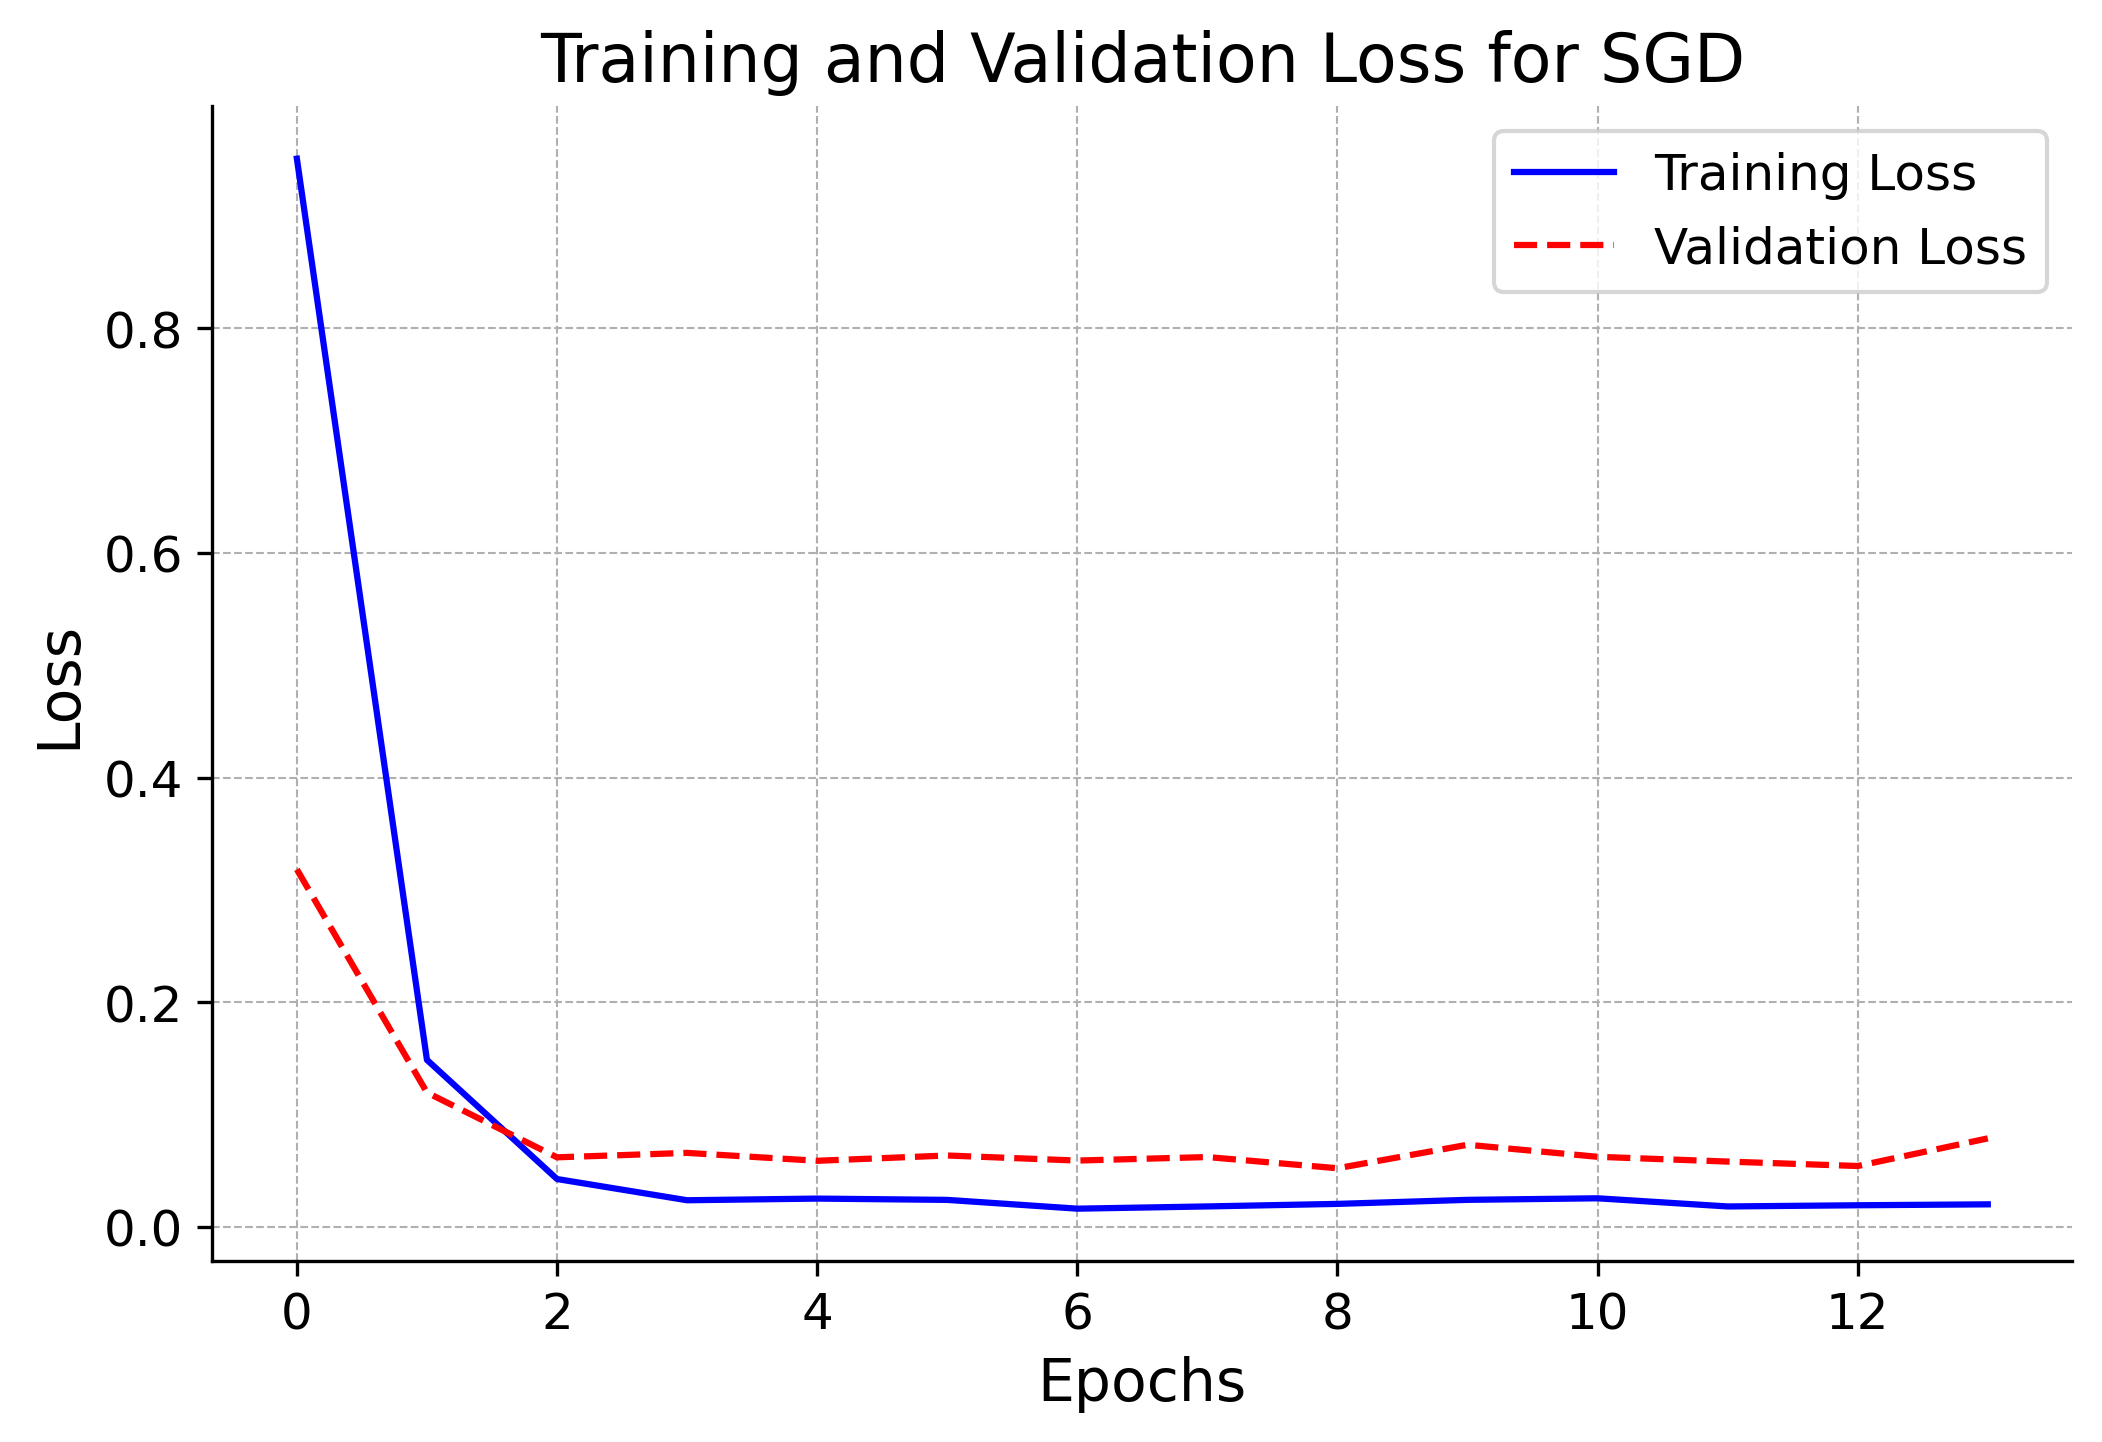 Training and Validation Loss for SGD
Training Loss
Validation Loss
Loss
0.8
0.6
0.4
0.2
0.0
0 2 4 6 8 10 12
Epochs